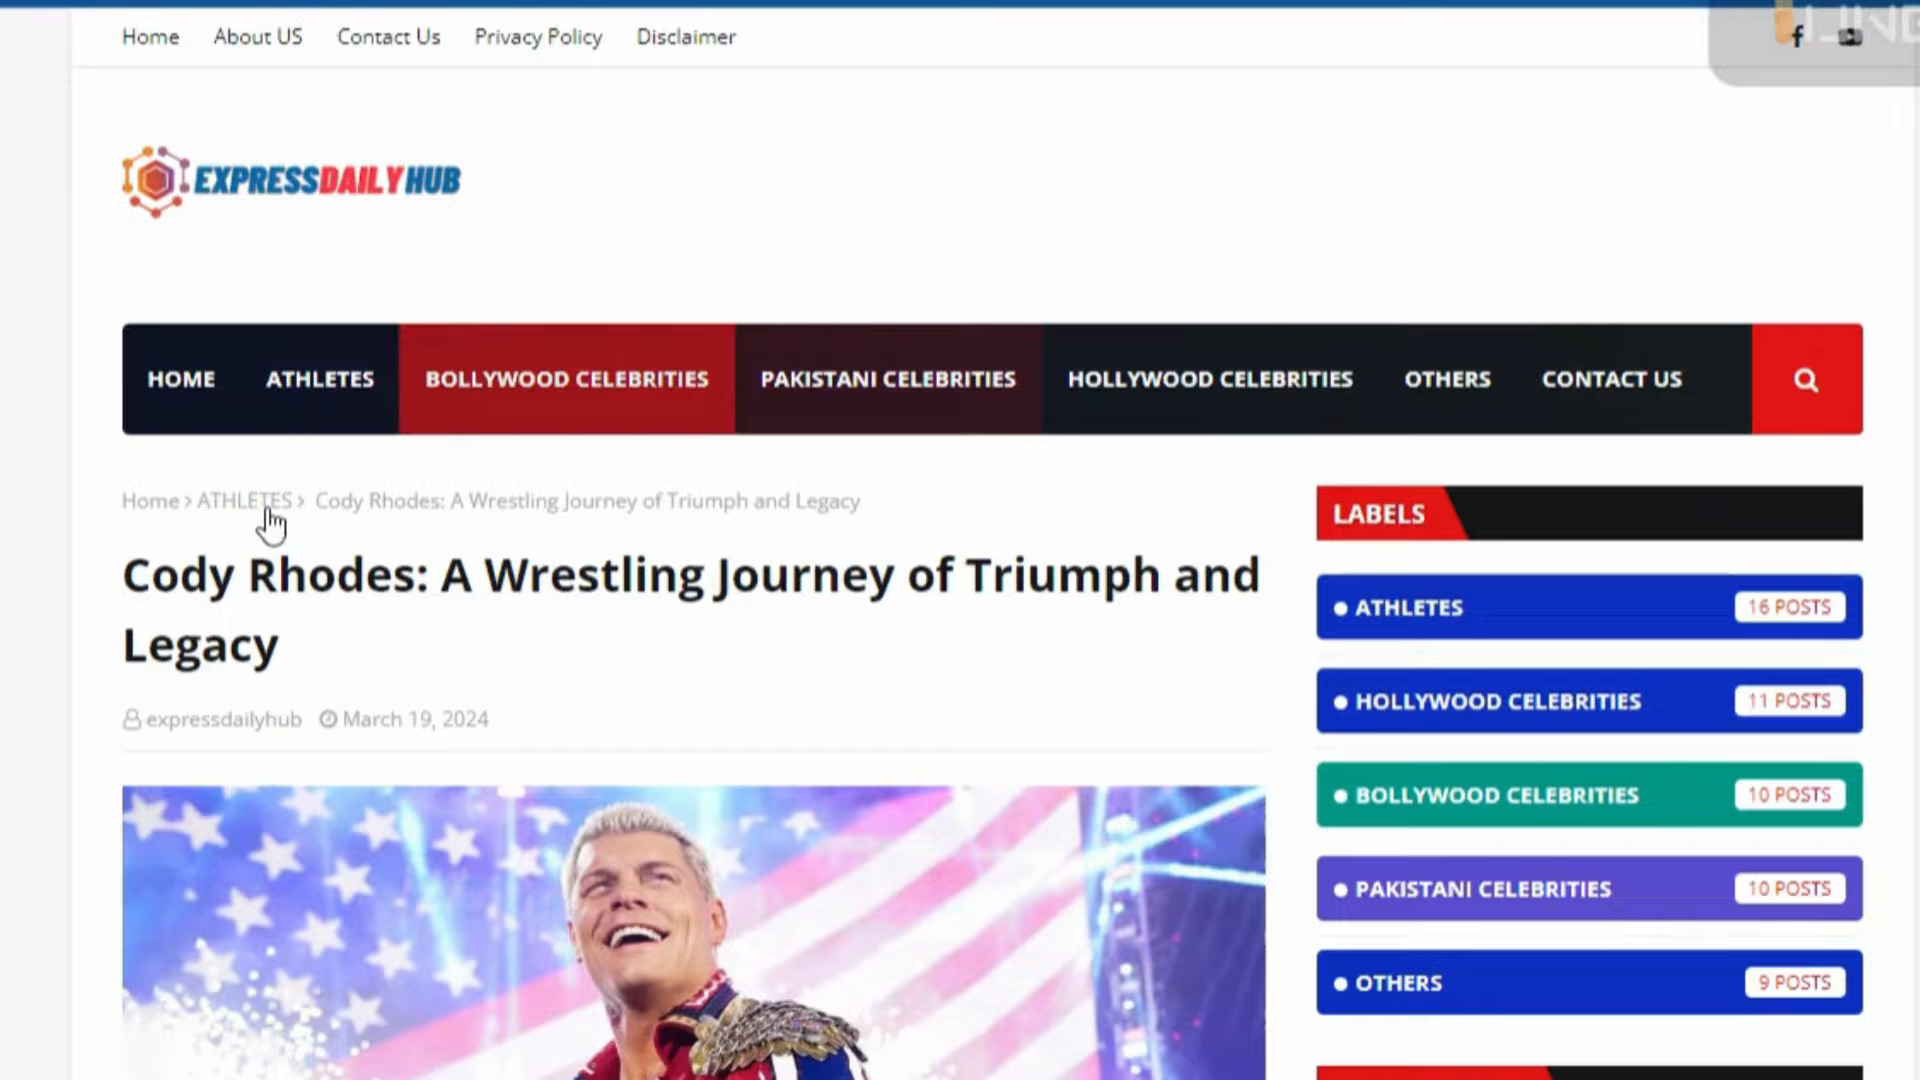 Home About US Contact Us Privacy Policy Disclaimer
EXPRESSDAILYHUB
HOME ATHLETES BOLLYWOOD CELEBRITIES PAKISTANI CELEBRITIES HOLLYWOOD CELEBRITIES OTHERS CONTACT US
Home > ATHLETES > Cody Rhodes: A Wrestling Journey of Triumph and Legacy
Cody Rhodes: A Wrestling Journey of Triumph and
Legacy
expressdailyhub March 19, 2024
LABELS
ATHLETES 16 POSTS
HOLLYWOOD CELEBRITIES 11 POSTS
BOLLYWOOD CELEBRITIES 10 POSTS
PAKISTANI CELEBRITIES 10 POSTS
OTHERS 9 POSTS